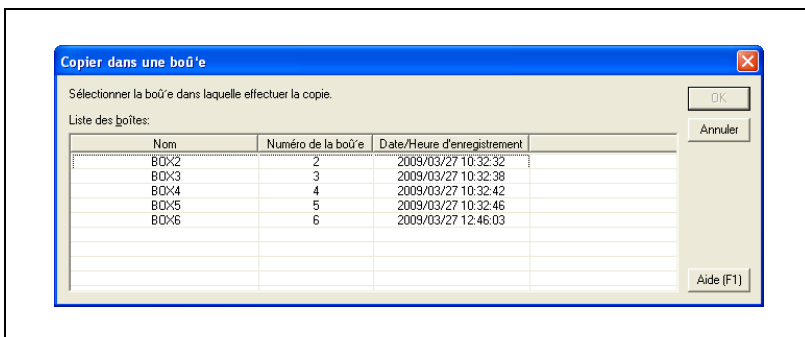 Copier dans une boû'e
Sélectionner la boû´e dans laquelle effectuer la copie.
OK
Liste des boîtes:
Annuler
Nom Numéro de la boû´e Date/Heure d'enregistrement
BOX2 2 2009/03/27 10:32:32
BOX3 3 2009/03/27 10:32:38
BOX4 4 2009/03/27 10:32:42
BOX5 5 2009/03/27 10:32:46
BOX6 6 2009/03/27 12:46:03
Aide (F1)